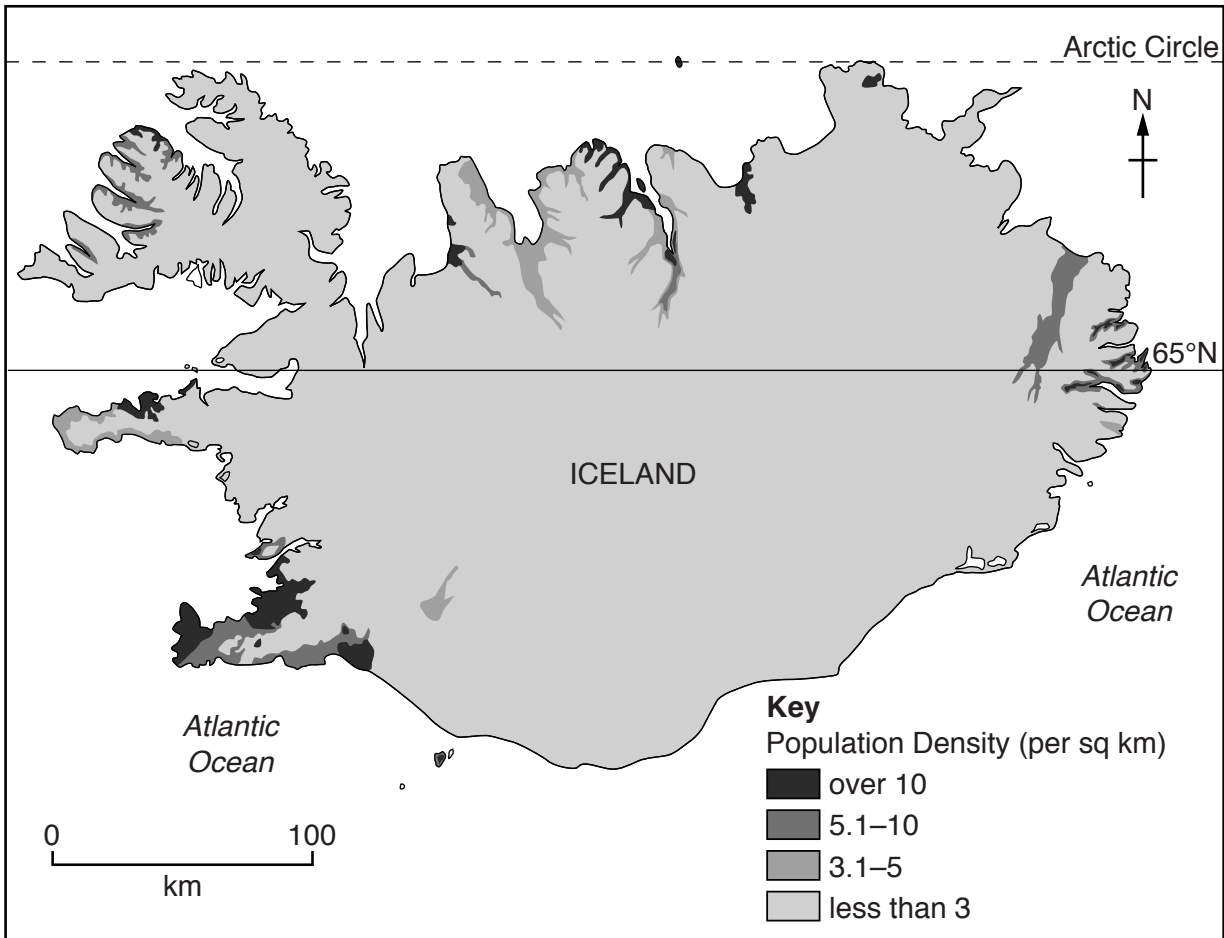 Arctic Circle
N
65°N
ICELAND
Atlantic
Ocean
Atlantic
Ocean
Key
Population Density (per sq km)
over 10
5.1–10
3.1–5
less than 3
0 100
km